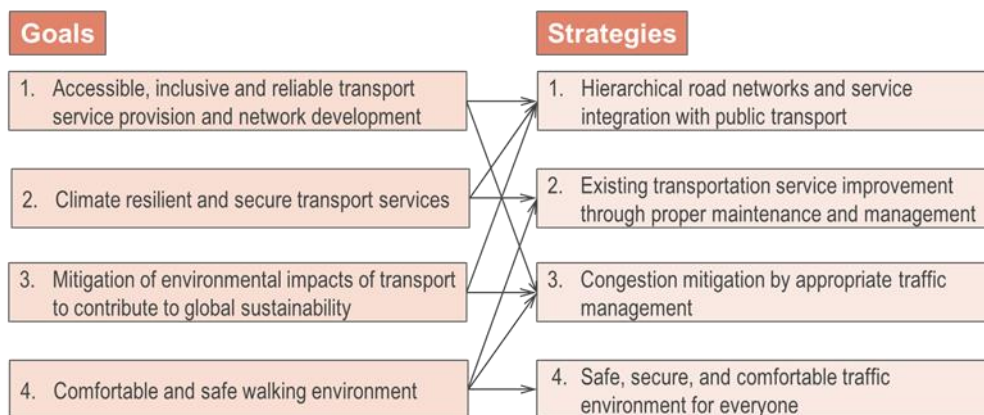 Goals
1. Accessible, inclusive and reliable transport
service provision and network development
2. Climate resilient and secure transport services
3. Mitigation of environmental impacts of transport
to contribute to global sustainability
4. Comfortable and safe walking environment
Strategies
1. Hierarchical road networks and service
integration with public transport
2. Existing transportation service improvement
through proper maintenance and management
3. Congestion mitigation by appropriate traffic
management
4. Safe, secure, and comfortable traffic
environment for everyone